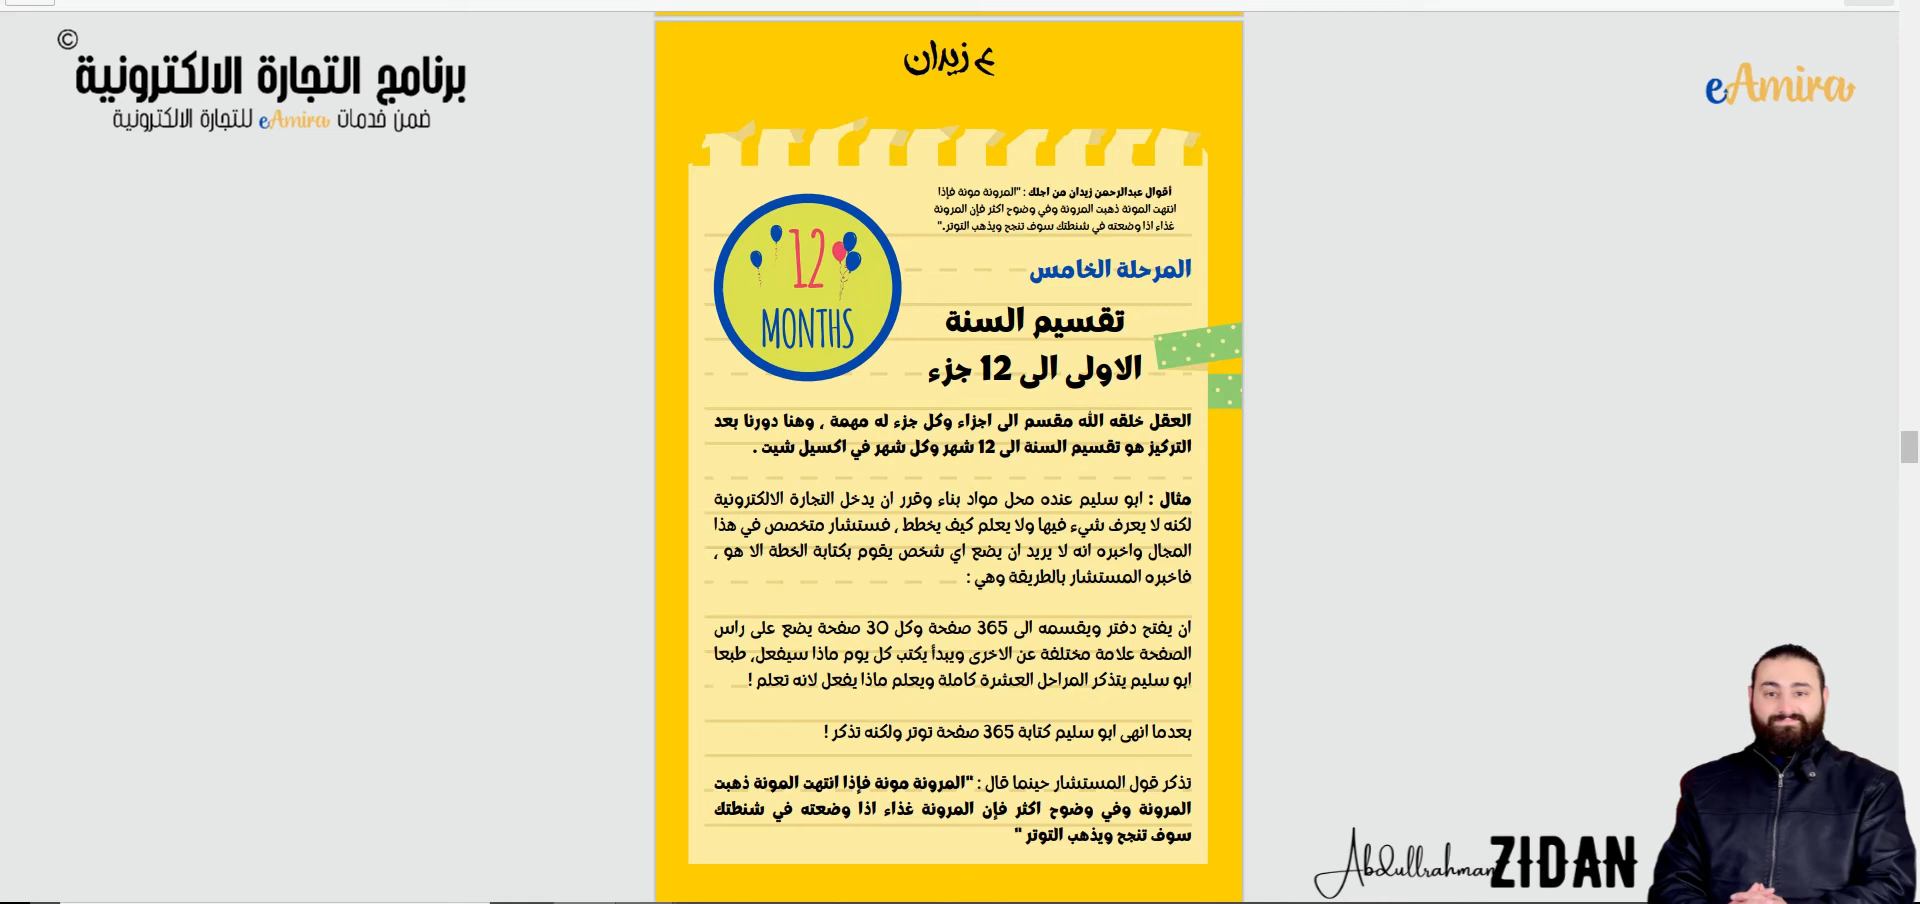 ©
برنامج التجارة الالكترونية
ضمن خدمات eAmira للتجارة الالكترونية
eAmira
ع زيدان
أقوال عبدالرحمن زيدان من اجلك : "المرونة مونة فإذا
انتهت المونة ذهبت المرونة وفي وضوح اكثر فإن المرونة
غذاء اذا وضعته في شنطتك سوف تنجح ويذهب التوتر."
12
MONTHS
المرحلة الخامس
تقسيم السنة
الاولى الى 12 جزء
العقل خلقه الله مقسم الى اجزاء وكل جزء له مهمة ، وهنا دورنا بعد
التركيز هو تقسيم السنة الى 12 شهر وكل شهر في اكسيل شيت .
مثال : ابو سليم عنده محل مواد بناء وقرر ان يدخل التجارة الالكترونية
لكنه لا يعرف شيء فيها ولا يعلم كيف يخطط ، فستشار متخصص في هذا
المجال واخبره انه لا يريد ان يضع اي شخص يقوم بكتابة الخطة الا هو ،
فاخبره المستشار بالطريقة وهي :
ان يفتح دفتر ويقسمه الى 365 صفحة وكل 30 صفحة يضع على راس
الصفحة علامة مختلفة عن الاخرى ويبدأ يكتب كل يوم ماذا سيفعل، طبعا
ابو سليم يتذكر المراحل العشرة كاملة ويعلم ماذا يفعل لانه تعلم !
بعدما انهى ابو سليم كتابة 365 صفحة توتر ولكنه تذكر !
تذكر قول المستشار حينما قال : "المرونة مونة فإذا انتهت المونة ذهبت
المرونة وفي وضوح اكثر فإن المرونة غذاء اذا وضعته في شنطتك
سوف تنجح ويذهب التوتر "
Abdullrahman ZIDAN